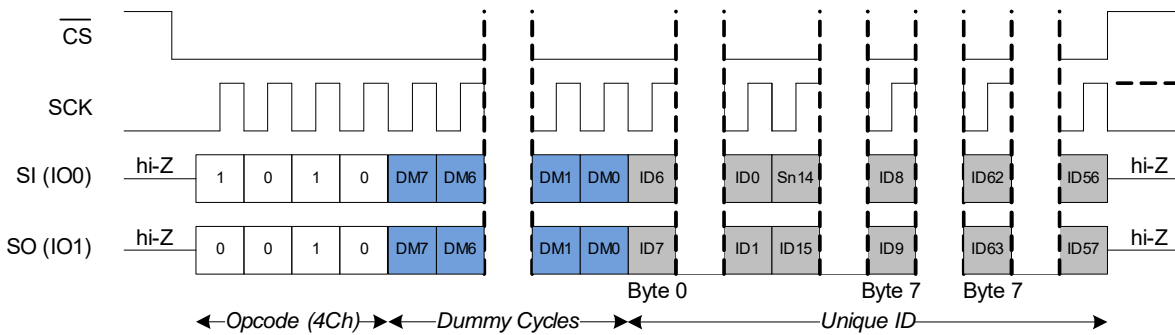 CS
SCK
hi-Z hi-Z
SI (IO0) 1 0 1 0 DM7 DM6 DM1 DM0 ID6 ID0 Sn14 ID8 ID62 ID56
hi-Z hi-Z
SO (IO1) 0 0 1 0 DM7 DM6 DM1 DM0 ID7 ID1 ID15 ID9 ID63 ID57
Byte 0 Byte 7 Byte 7
Opcode (4Ch) Dummy Cycles Unique ID